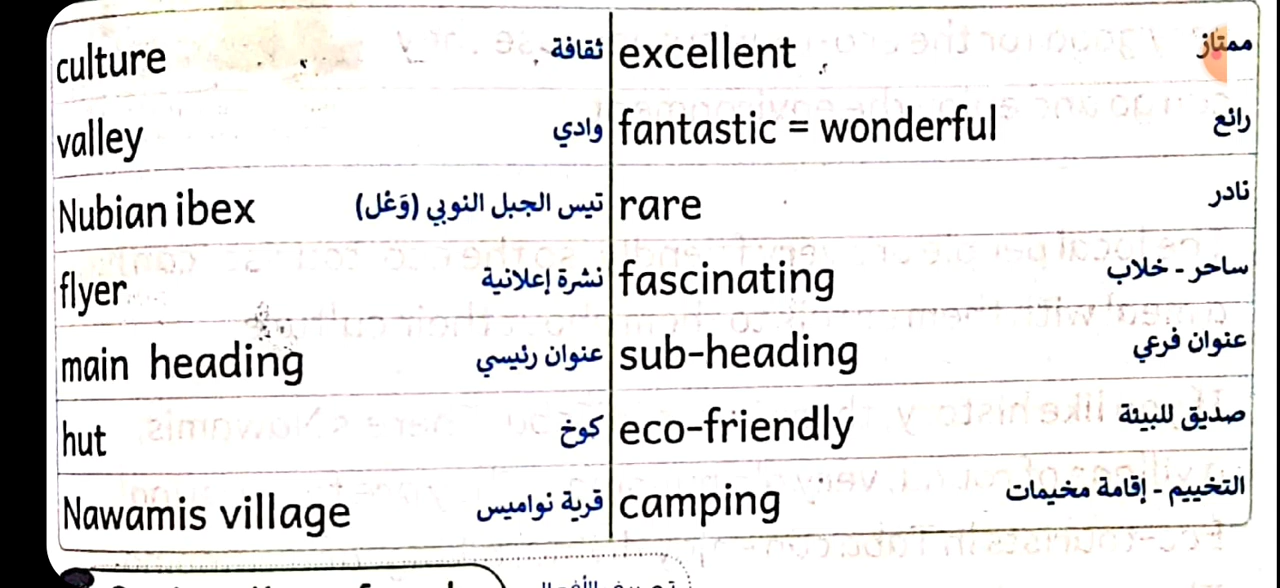 culture ثقافة excellent ممتاز
valley وادي fantastic = wonderful رائع
Nubian ibex تيس الجبل النوبي (وَعْل) rare نادر
flyer نشرة إعلانية fascinating ساحر - خلاب
main heading عنوان رئيسي sub-heading عنوان فرعي
hut كوخ eco-friendly صديق للبيئة
Nawamis village قرية نواميس camping التخييم - إقامة مخيمات